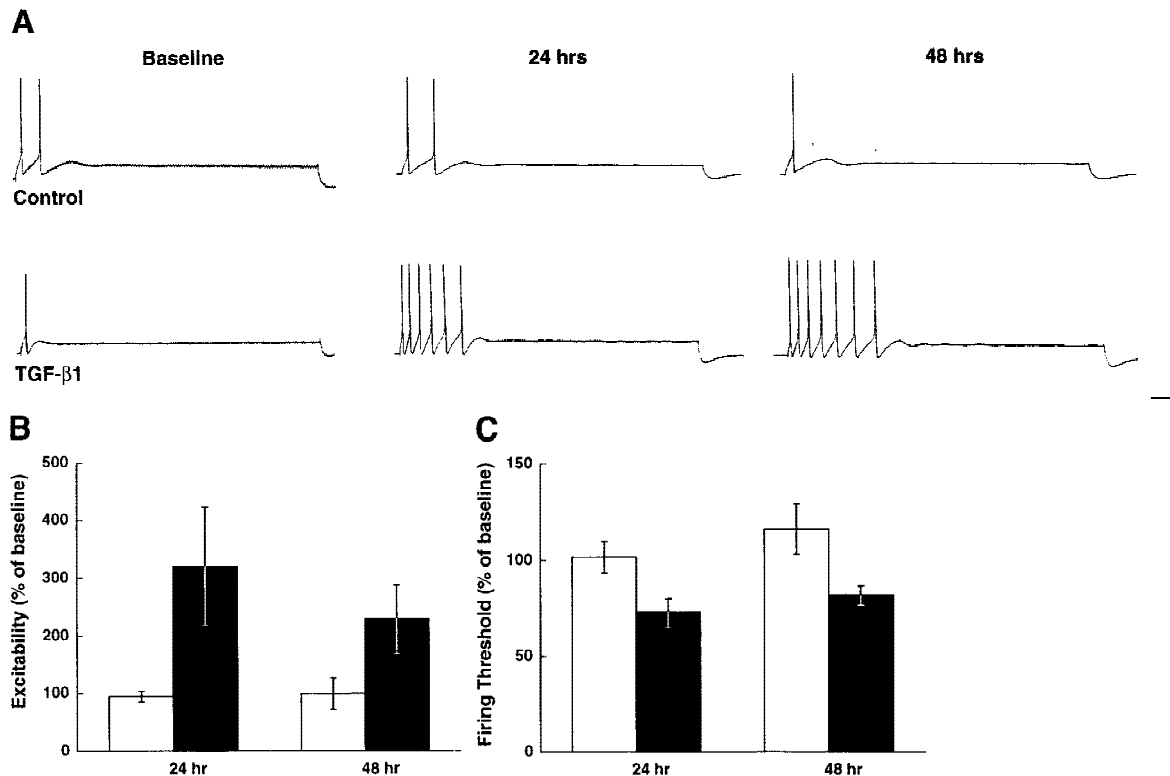 A
Baseline
24 hrs
48 hrs
Control
TGF-β1
B
C
Excitability (% of baseline)
500
400
300
200
100
0
24 hr
48 hr
Firing Threshold (% of baseline)
150
100
50
0
24 hr
48 hr